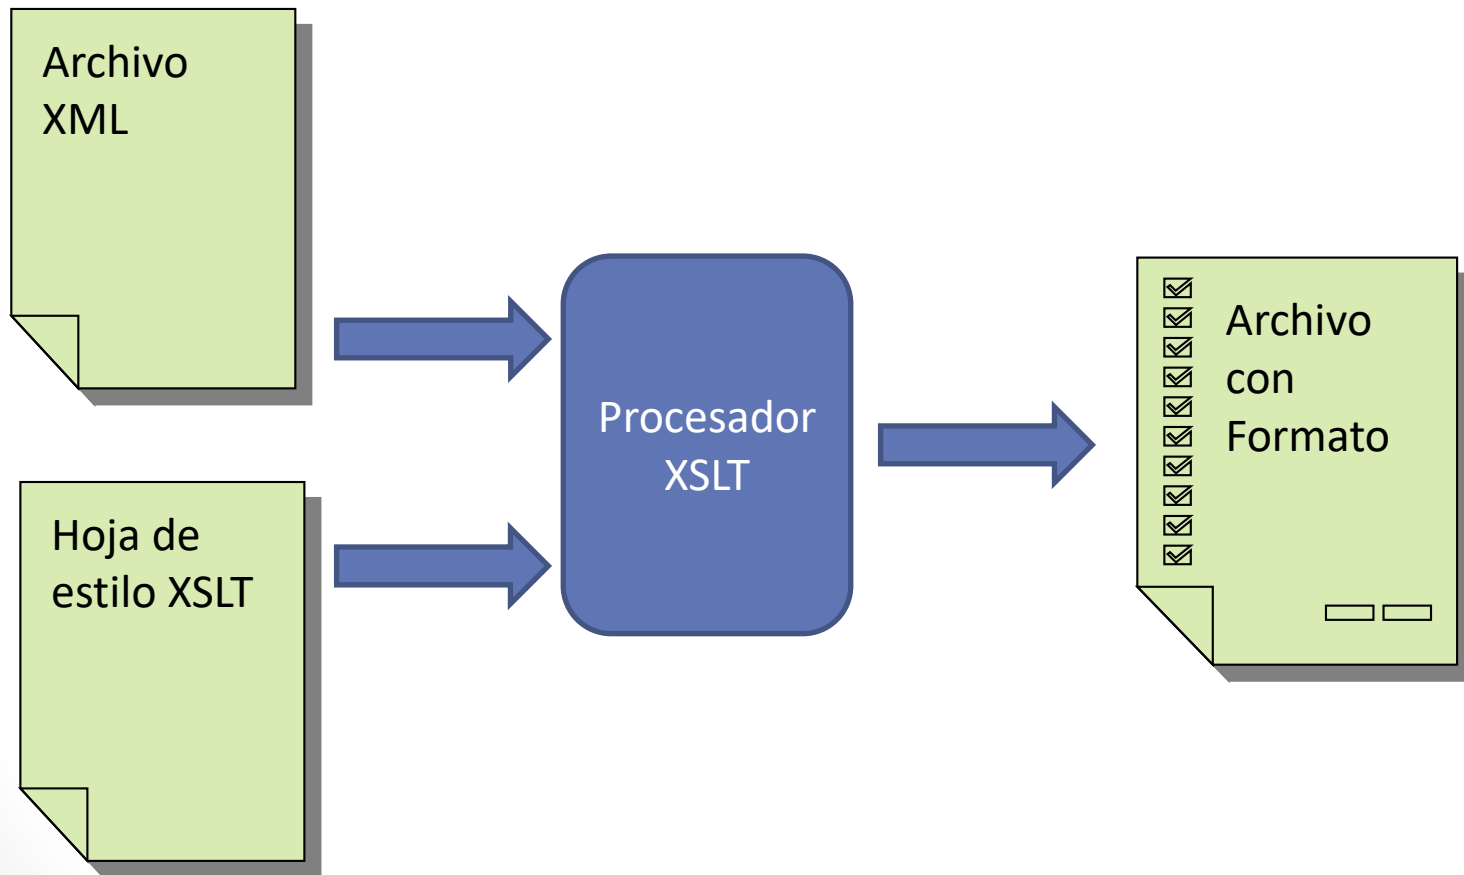 Archivo
XML
Hoja de
estilo XSLT
Procesador
XSLT
Archivo
con
Formato